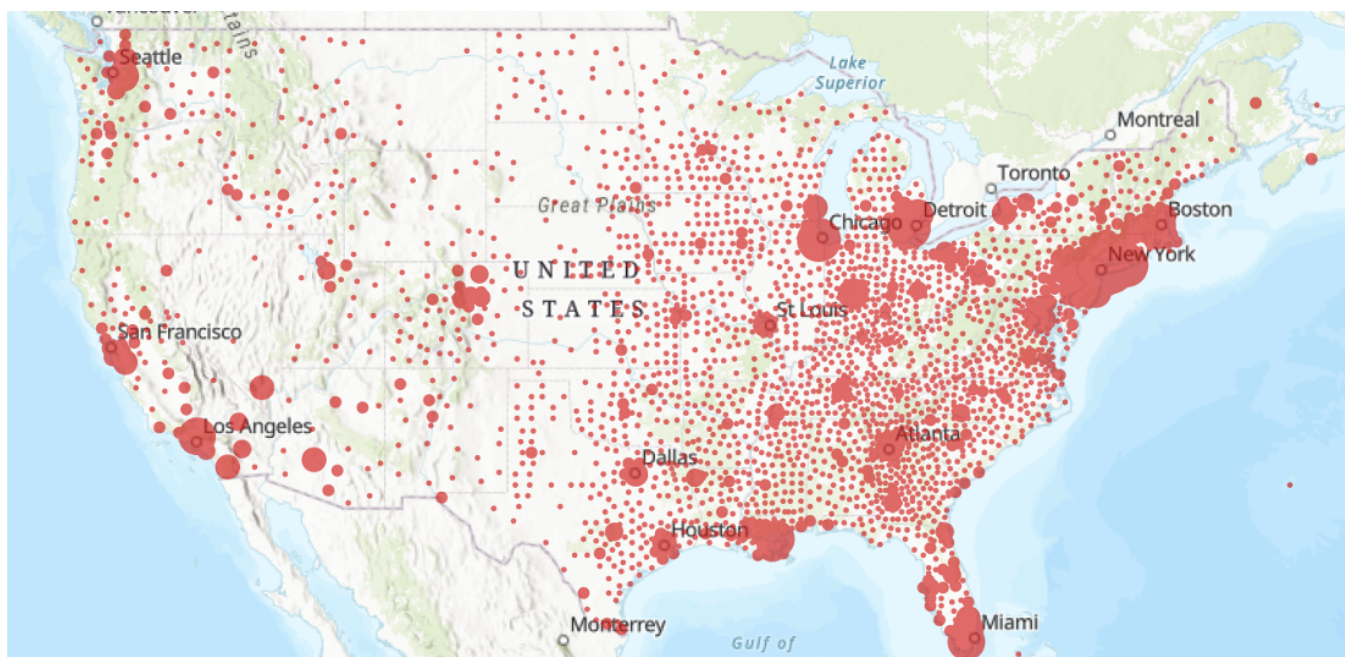 Seattle
Lake
Superior
Montreal
Toronto
Great Plains
Chicago
Detroit
Boston
New York
UNITED
STATES
St Louis
San Francisco
Los Angeles
Atlanta
Dallas
Houston
Miami
Monterrey
Gulf of